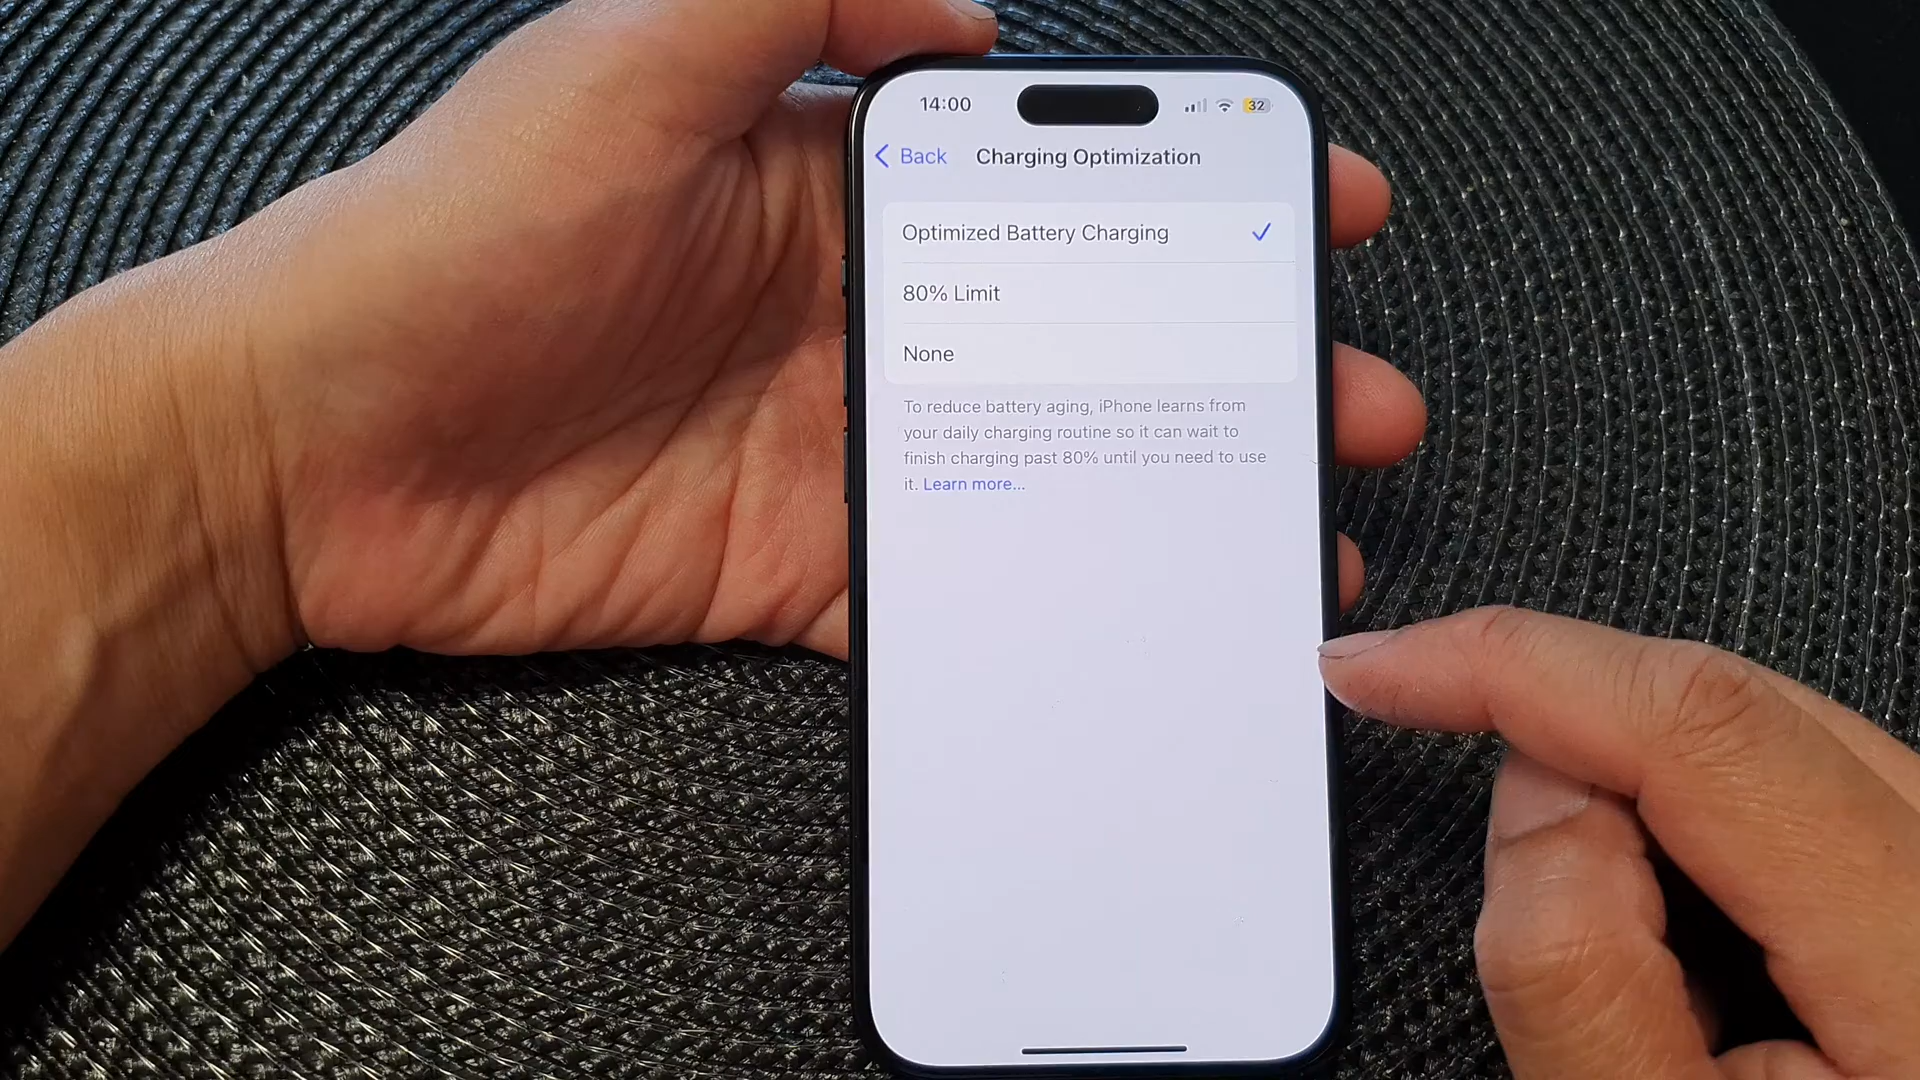 14:00
32
Back
Charging Optimization
Optimized Battery Charging
80% Limit
None
To reduce battery aging, iPhone learns from
your daily charging routine so it can wait to
finish charging past 80% until you need to use
it. Learn more...